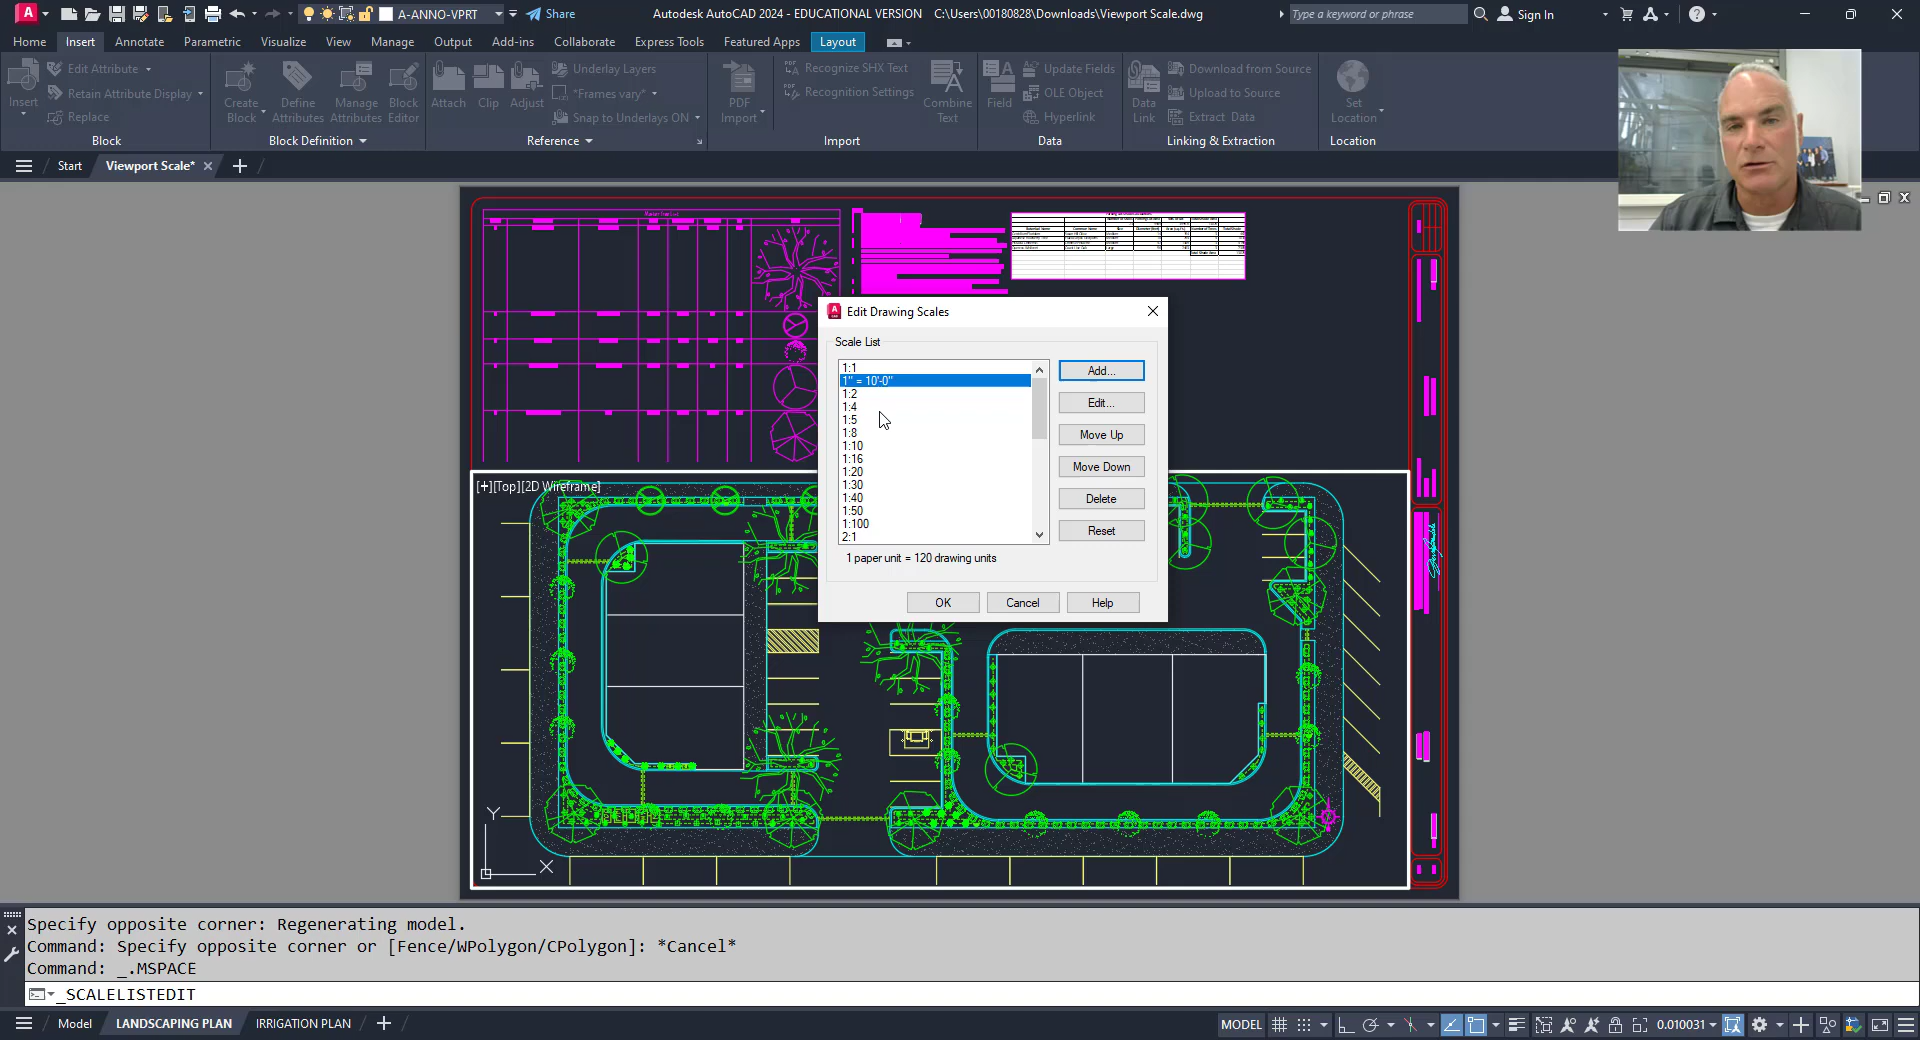 A-ANNO-VPRT
Share
Autodesk AutoCAD 2024 - EDUCATIONAL VERSION C:\Users\00180828\Downloads\Viewport Scale.dwg
Type a keyword or phrase
Sign In
Home Insert Annotate Parametric Visualize View Manage Output Add-ins Collaborate Express Tools Featured Apps Layout
Insert
Edit Attribute
Retain Attribute Display
Replace
Block
Create Block
Define Attributes
Manage Attributes
Block Editor
Block Definition
Attach
Clip
Adjust
Underlay Layers
*Frames vary*
Snap to Underlays ON
Reference
PDF Import
Recognize SHX Text
Recognition Settings
Combine Text
Import
Field
Update Fields
OLE Object
Hyperlink
Data
Data Link
Download from Source
Upload to Source
Extract Data
Linking & Extraction
Set Location
Location
Start
Viewport Scale*
Edit Drawing Scales
Scale List
1:1
1" = 10'-0"
1:2
1:4
1:5
1:8
1:10
1:16
1:20
1:30
1:40
1:50
1:100
2:1
Add...
Edit...
Move Up
Move Down
Delete
Reset
1 paper unit = 120 drawing units
OK
Cancel
Help
[+][Top][2D Wireframe]
Y
X
Specify opposite corner: Regenerating model.
Command: Specify opposite corner or [Fence/WPolygon/CPolygon]: *Cancel*
Command: _.MSPACE
_SCALELISTEDIT
Model
LANDSCAPING PLAN
IRRIGATION PLAN
MODEL
0.010031